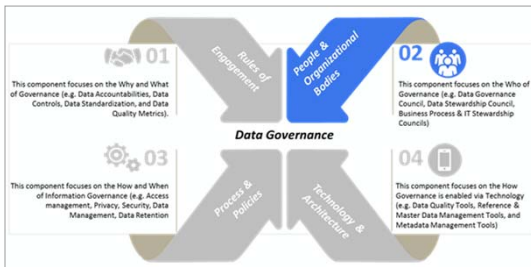 01
Rules of
Engagement
This component focuses on the Why and What
of Governance (e.g. Data Accountabilities, Data
Controls, Data Standardization, and Data
Quality Metrics).
People &
Organizational
Bodies
02
This component focuses on the Who of
Governance (e.g. Data Governance
Council, Data Stewardship Council,
Business Process & IT Stewardship
Councils)
Data Governance
03
This component focuses on the How and When
of Information Governance (e.g. Access
management, Privacy, Security, Data
Management, Data Retention
Process &
Policies
Technology &
Architecture
04
This component focuses on the How
Governance is enabled via Technology
(e.g. Data Quality Tools, Reference &
Master Data Management Tools, and
Metadata Management Tools)